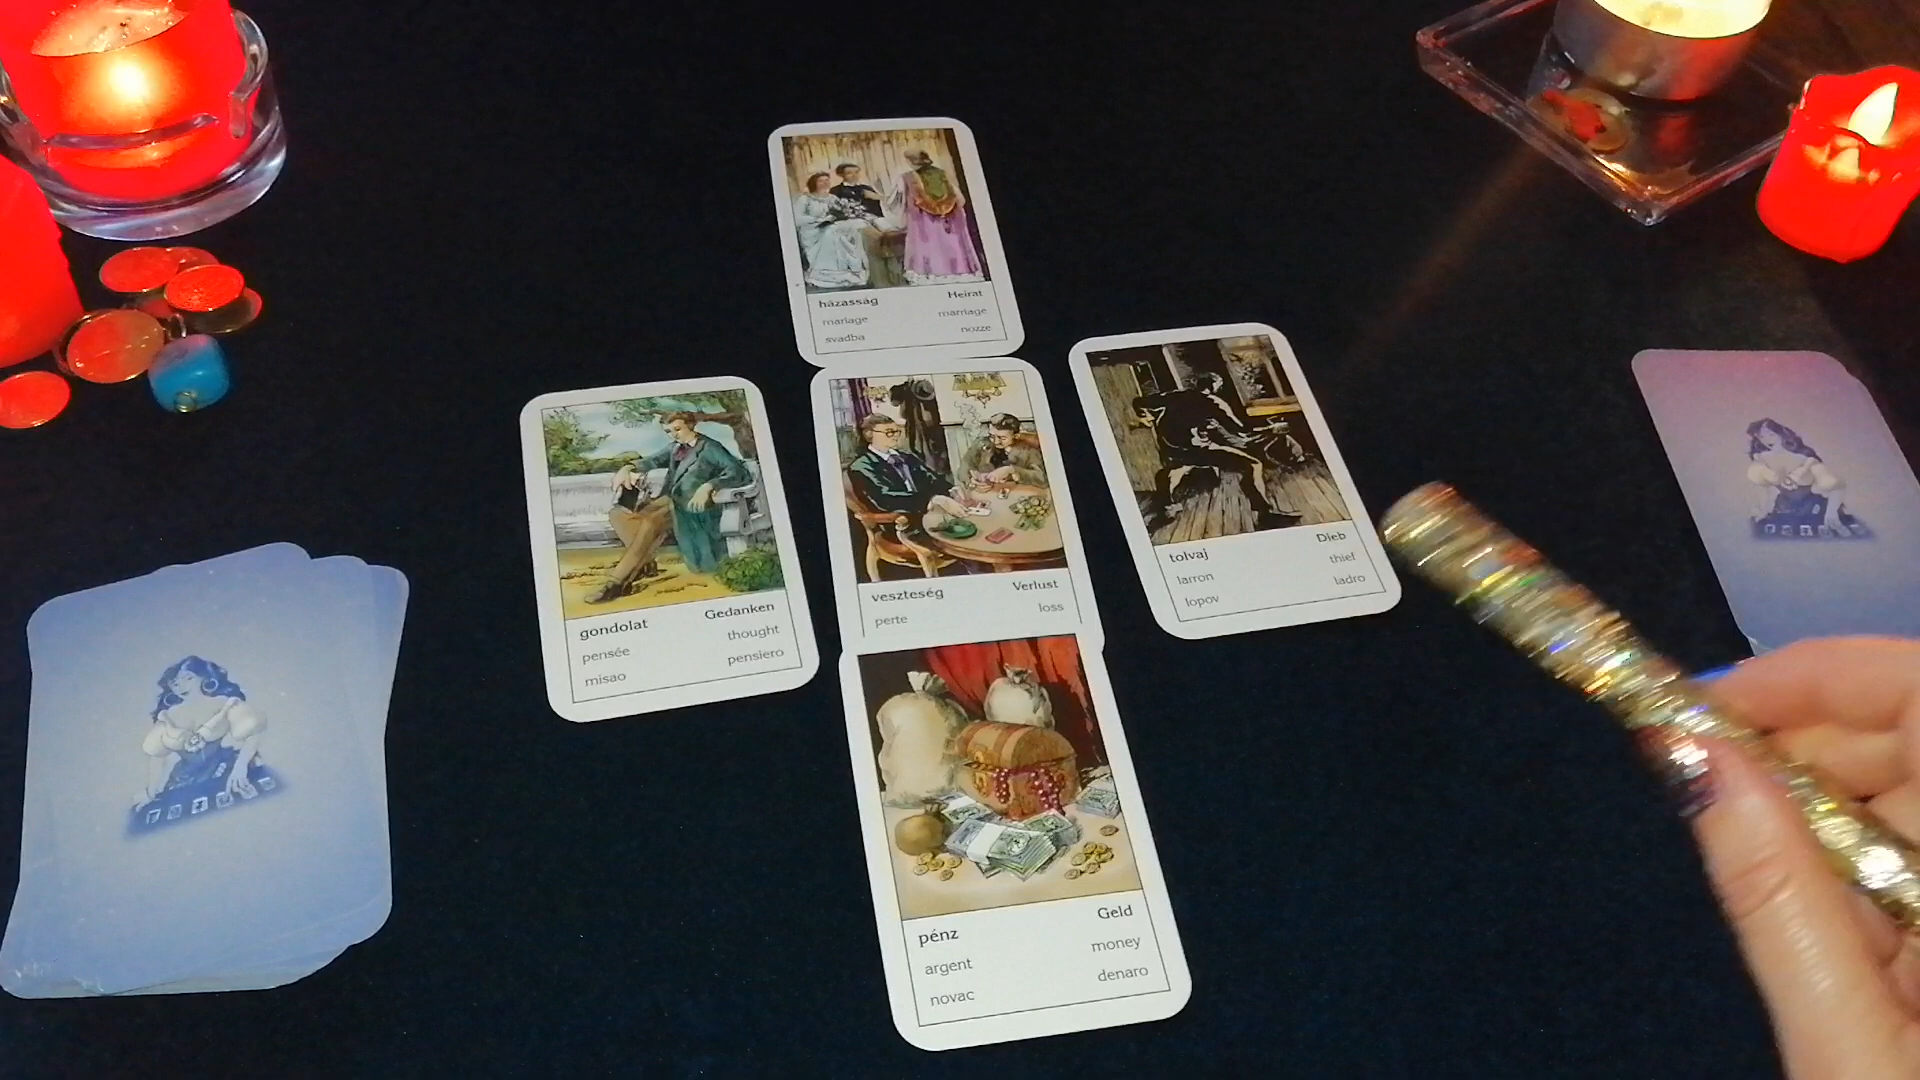 házasság Heirat
mariage marriage
svadba nozze
gondolat Gedanken
pensée thought
misao pensiero
veszteség Verlust
perte loss
tolvaj Dieb
larron thief
lopov ladro
pénz Geld
argent money
novac denaro